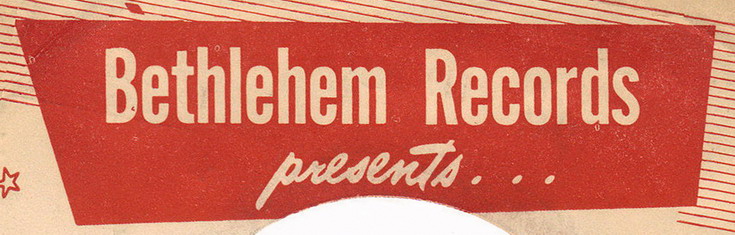 Bethlehem Records
presents...